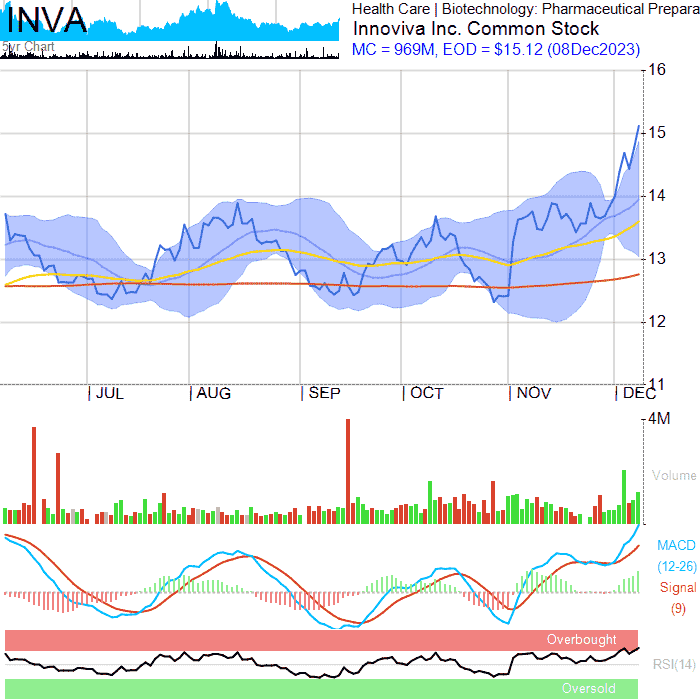 INVA
5yr Chart
Health Care | Biotechnology: Pharmaceutical Prepara
Innoviva Inc. Common Stock
MC = 969M, EOD = $15.12 (08Dec2023)
16
15
14
13
12
11
JUL AUG SEP OCT NOV DEC
4M
Volume
MACD
(12-26)
Signal
(9)
Overbought
RSI(14)
Oversold